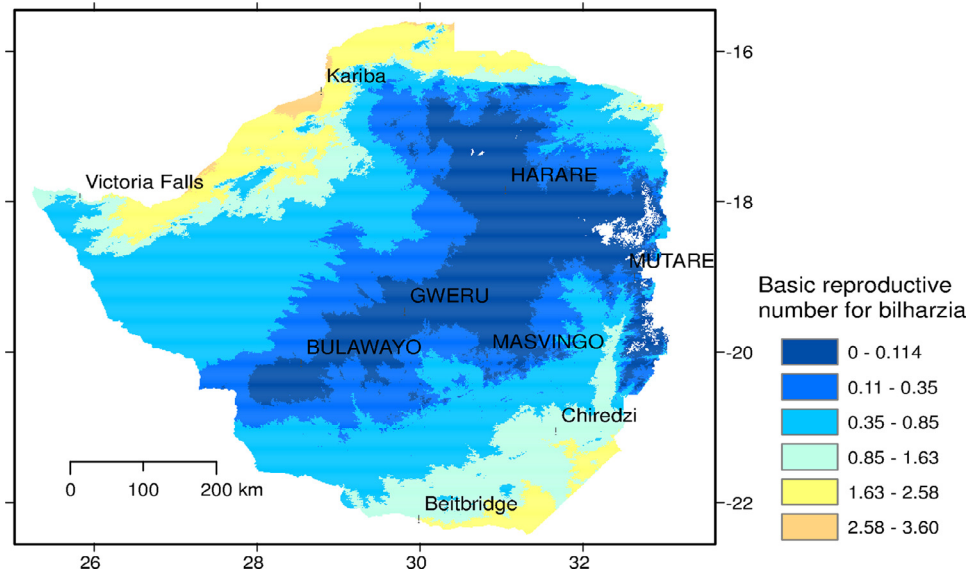 -16
Kariba
HARARE
Victoria Falls
-18
MUTARE
GWERU
Basic reproductive
number for bilharzia
BULAWAYO
MASVINGO
-20
0 - 0.114
0.11 - 0.35
Chiredzi
0.35 - 0.85
0.85 - 1.63
0 100 200 km
Beitbridge
-22
1.63 - 2.58
2.58 - 3.60
26 28 30 32